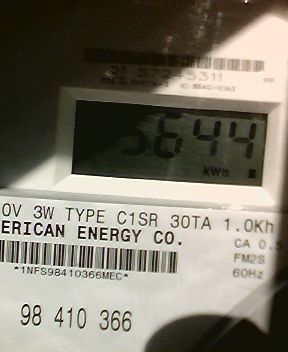 5644
kWh
0V 3W TYPE C1SR 30TA 1.0Kh
ERICAN ENERGY CO.
CA 0.5
FM2S
*1NFS98410366MEC*
60Hz
98 410 366